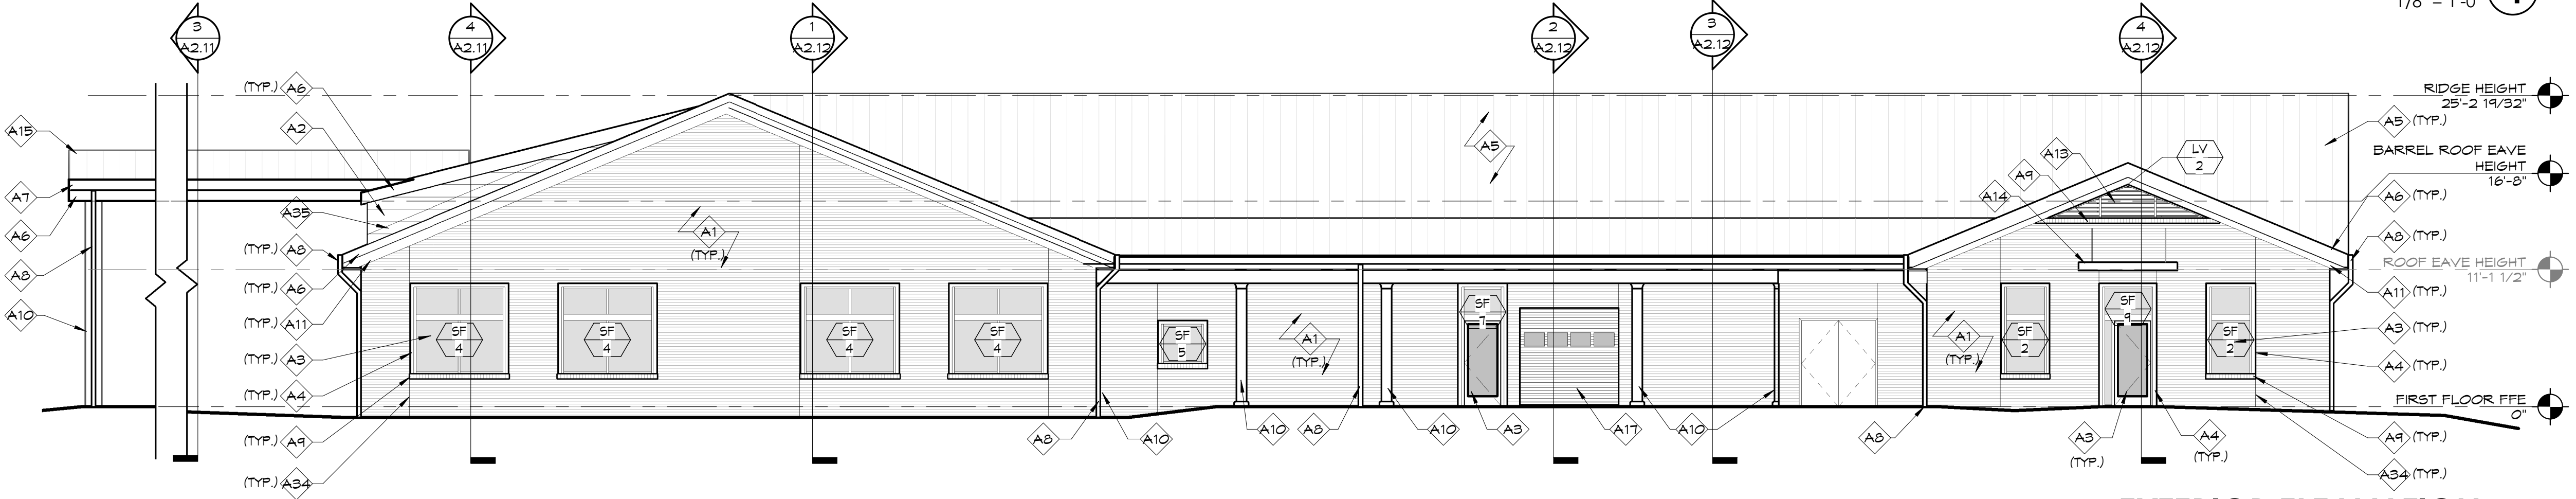 1/8" = 1'-0"
3
A2.11
4
A2.11
1
A2.12
2
A2.12
3
A2.12
4
A2.12
(TYP.) A6
A2
A15
A7
A6
A8
A10
A35
(TYP.) A8
(TYP.) A6
(TYP.) A11
(TYP.) A3
(TYP.) A4
(TYP.) A9
(TYP.) A34
A1
(TYP.)
SF
4
SF
4
SF
4
SF
4
A8
A10
SF
5
A10
A1
(TYP.)
A8
A10
A5
SF
7
A3
A17
A10
A8
A1
(TYP.)
A14
A9
A13
LV
2
SF
2
SF
9
SF
2
A3
(TYP.)
A4
(TYP.)
RIDGE HEIGHT
25'-2 19/32"
A5 (TYP.)
BARREL ROOF EAVE
HEIGHT
16'-8"
A6 (TYP.)
A8 (TYP.)
ROOF EAVE HEIGHT
11'-1 1/2"
A11 (TYP.)
A3 (TYP.)
A4 (TYP.)
FIRST FLOOR FFE
0"
A9 (TYP.)
A34 (TYP.)